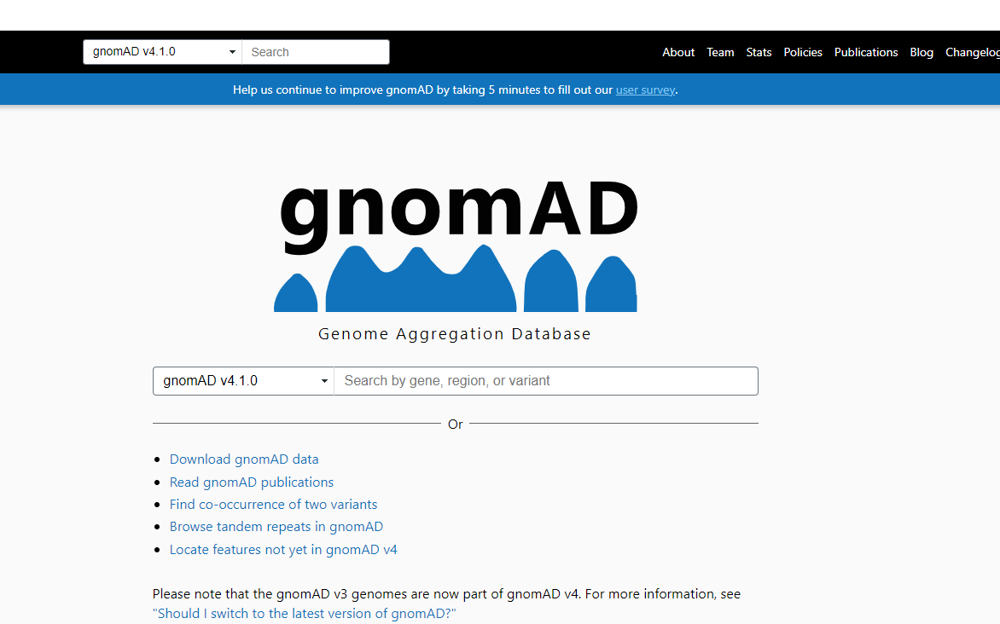 gnomAD v4.1.0 Search About Team Stats Policies Publications Blog Changelog
Help us continue to improve gnomAD by taking 5 minutes to fill out our user survey.
gnomAD
Genome Aggregation Database
gnomAD v4.1.0 Search by gene, region, or variant
Or
Download gnomAD data
Read gnomAD publications
Find co-occurrence of two variants
Browse tandem repeats in gnomAD
Locate features not yet in gnomAD v4
Please note that the gnomAD v3 genomes are now part of gnomAD v4. For more information, see
"Should I switch to the latest version of gnomAD?"